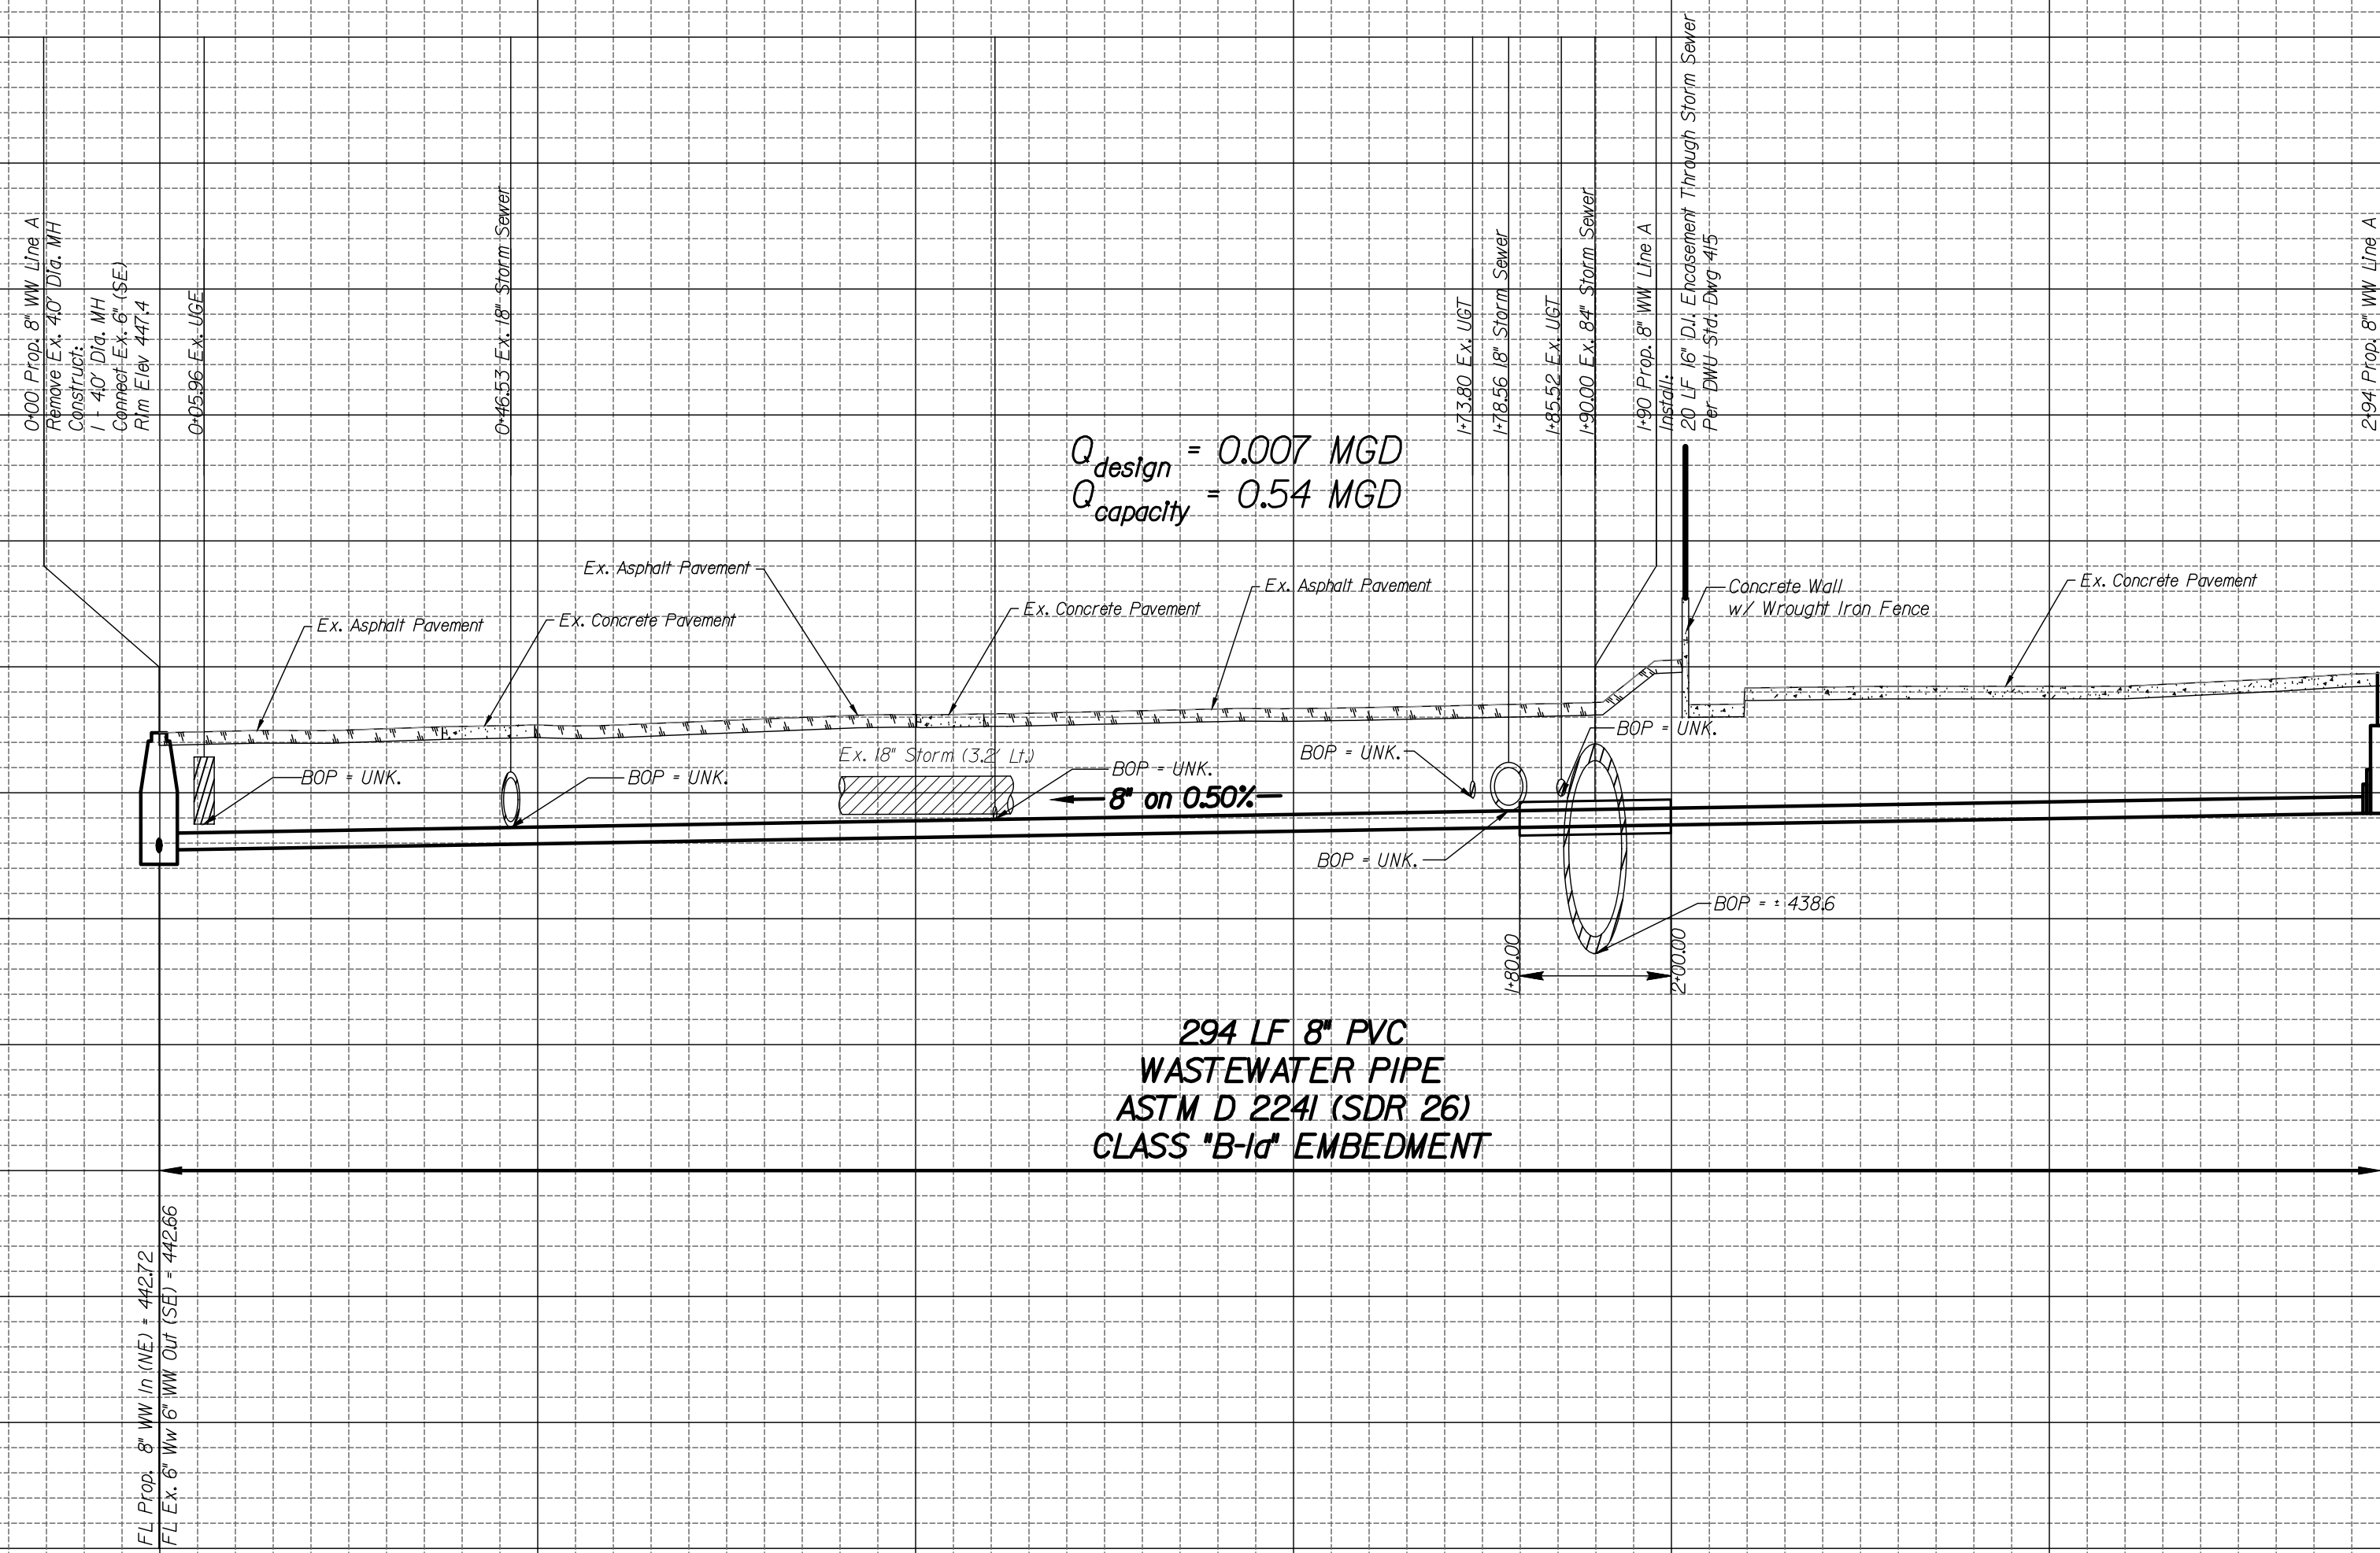 0+00 Prop. 8" WW Line A
Remove Ex. 4.0' Dia. MH
Construct:
1 - 4.0' Dia. MH
Connect Ex. 6" (SE)
Rim Elev 447.4
0+05.96 Ex. UGE
0+46.53 Ex. 18" Storm Sewer
1+73.80 Ex. UGT
1+78.56 18" Storm Sewer
1+85.52 Ex. UGT
1+90.00 Ex. 84" Storm Sewer
1+90 Prop. 8" WW Line A
Install:
20 LF 16" D.I. Encasement Through Storm Sewer
Per DWU Std. Dwg 415
2+94 Prop. 8" WW Line A
Qdesign = 0.007 MGD
Qcapacity = 0.54 MGD
Ex. Asphalt Pavement
Ex. Concrete Pavement
Ex. Asphalt Pavement
Ex. Concrete Pavement
Ex. Asphalt Pavement
Concrete Wall
w/ Wrought Iron Fence
Ex. Concrete Pavement
BOP = UNK.
BOP = UNK.
Ex. 18" Storm (3.2' Lt.)
BOP = UNK.
8" on 0.50%
BOP = UNK.
BOP = UNK.
BOP = UNK.
BOP = ± 438.6
1+80.00
2+00.00
294 LF 8" PVC
WASTEWATER PIPE
ASTM D 2241 (SDR 26)
CLASS "B-1a" EMBEDMENT
FL Prop. 8" WW In (NE) = 442.72
FL Ex. 6" Ww 6" WW Out (SE) = 442.66